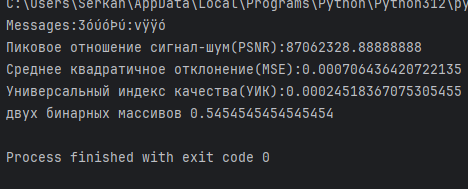 C:\Users\Serkan\AppData\Local\Programs\Python\Python312\py
Messages:3óúóÞú:vÿÿó
Пиковое отношение сигнал-шум(PSNR):87062328.88888888
Среднее квадратичное отклонение(MSE):0.000706436420722135
Универсальный индекс качества(УИК):0.00024518367075305455
двух бинарных массивов 0.5454545454545454
Process finished with exit code 0